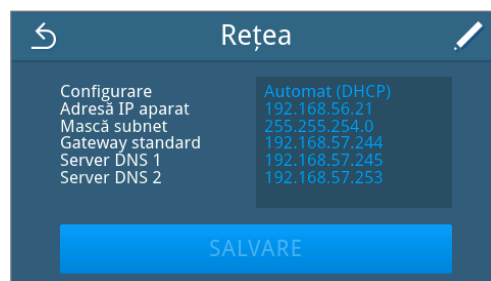 Rețea
Configurare Automat (DHCP)
Adresă IP aparat 192.168.56.21
Mască subnet 255.255.254.0
Gateway standard 192.168.57.244
Server DNS 1 192.168.57.245
Server DNS 2 192.168.57.253
SALVARE